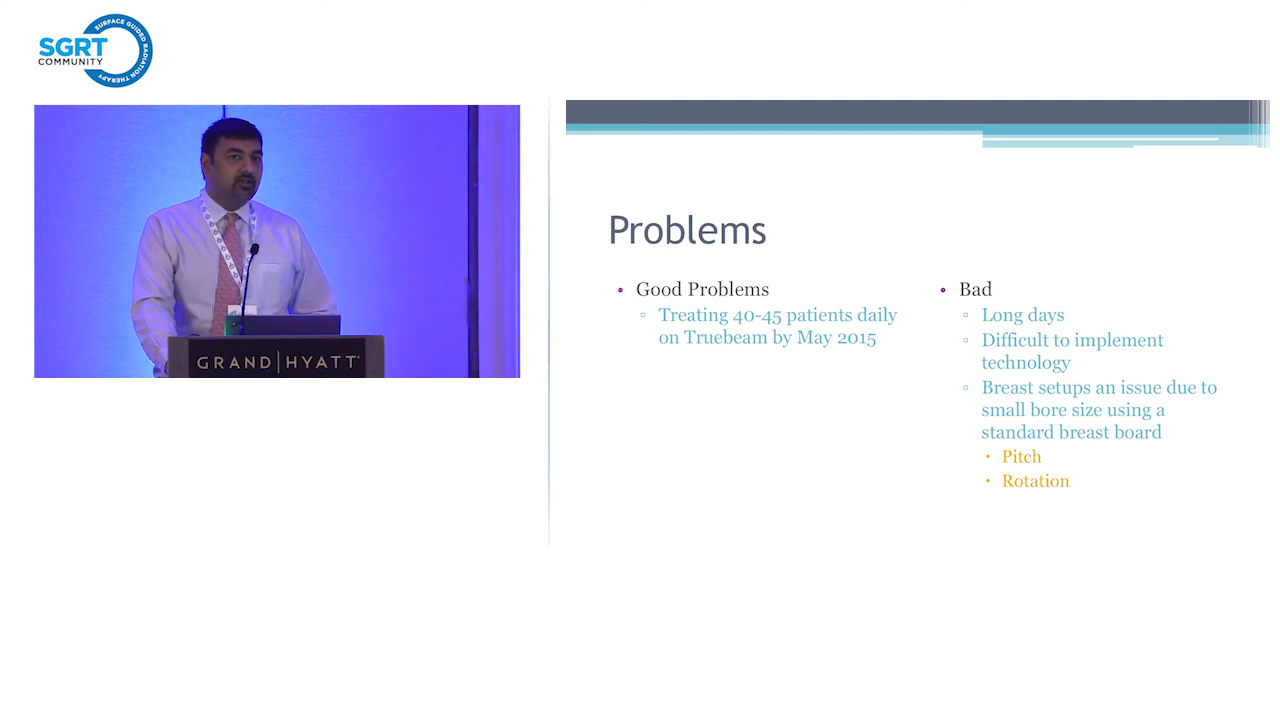 SURFACE GUIDED RADIATION THERAPY
SGRT
COMMUNITY
GRAND HYATT
Problems
• Good Problems
▫ Treating 40-45 patients daily
on Truebeam by May 2015
• Bad
▫ Long days
▫ Difficult to implement
technology
▫ Breast setups an issue due to
small bore size using a
standard breast board
▪ Pitch
▪ Rotation